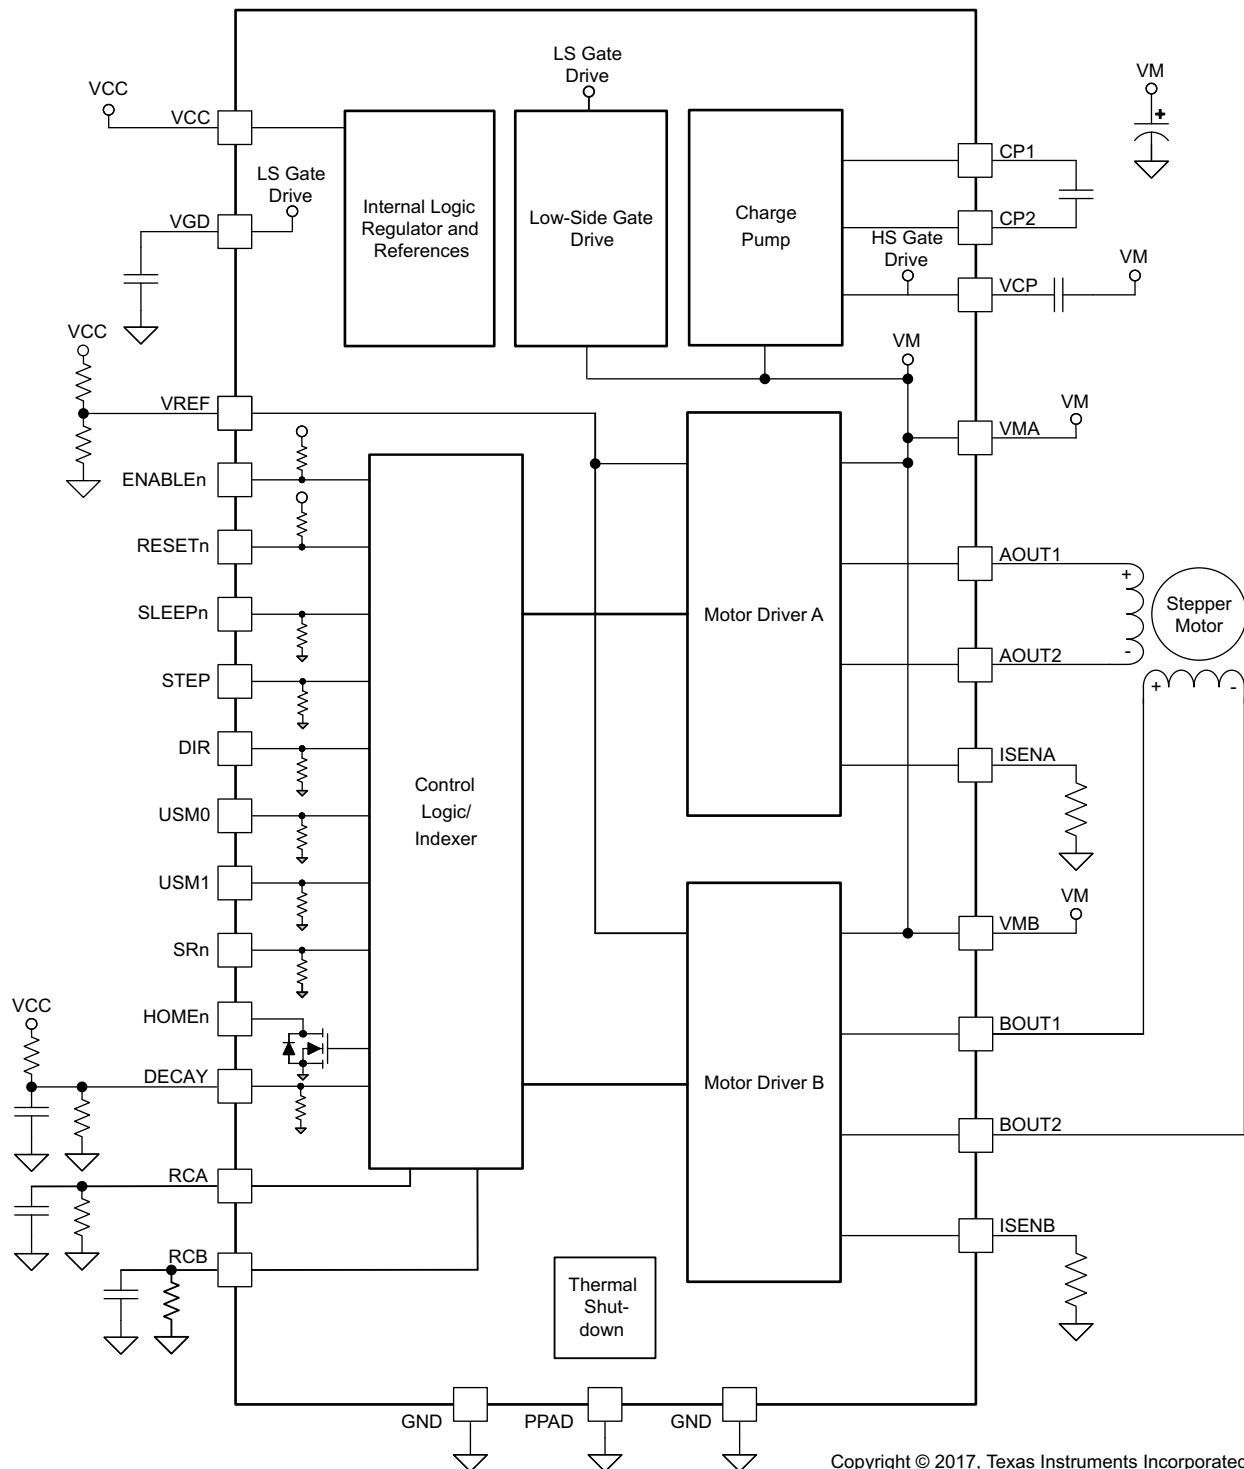 LS Gate
Drive
VCC
VM
VCC
+
CP1
LS Gate
Drive
Internal Logic
Regulator and
References
Low-Side Gate
Drive
Charge
Pump
VGD
CP2
HS Gate
Drive
VM
VCP
VCC
VM
VREF
VM
VMA
ENABLEn
RESETn
AOUT1
+
SLEEPn
Motor Driver A
Stepper
Motor
AOUT2
-
STEP
+
-
DIR
ISENA
Control
Logic/
Indexer
USM0
USM1
VM
VMB
SRn
VCC
HOMEn
BOUT1
DECAY
Motor Driver B
BOUT2
RCA
ISENB
RCB
Thermal
Shut-
down
GND
PPAD
GND
Copyright © 2017, Texas Instruments Incorporated